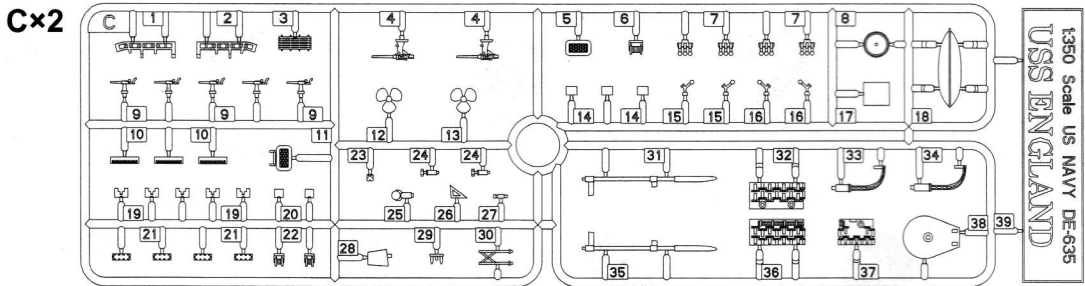 C×2
C
1 2 3 4 4 5 6 7 7 8
9 9 9 12 13 14 14 15 15 16 16 17 18
10 10 11
23 24 24 31 32 33 34
19 19 20 25 26 27
21 21 22 28 29 30 35 36 37 38 39
1:350 Scale US NAVY DE-635
USS ENGLAND